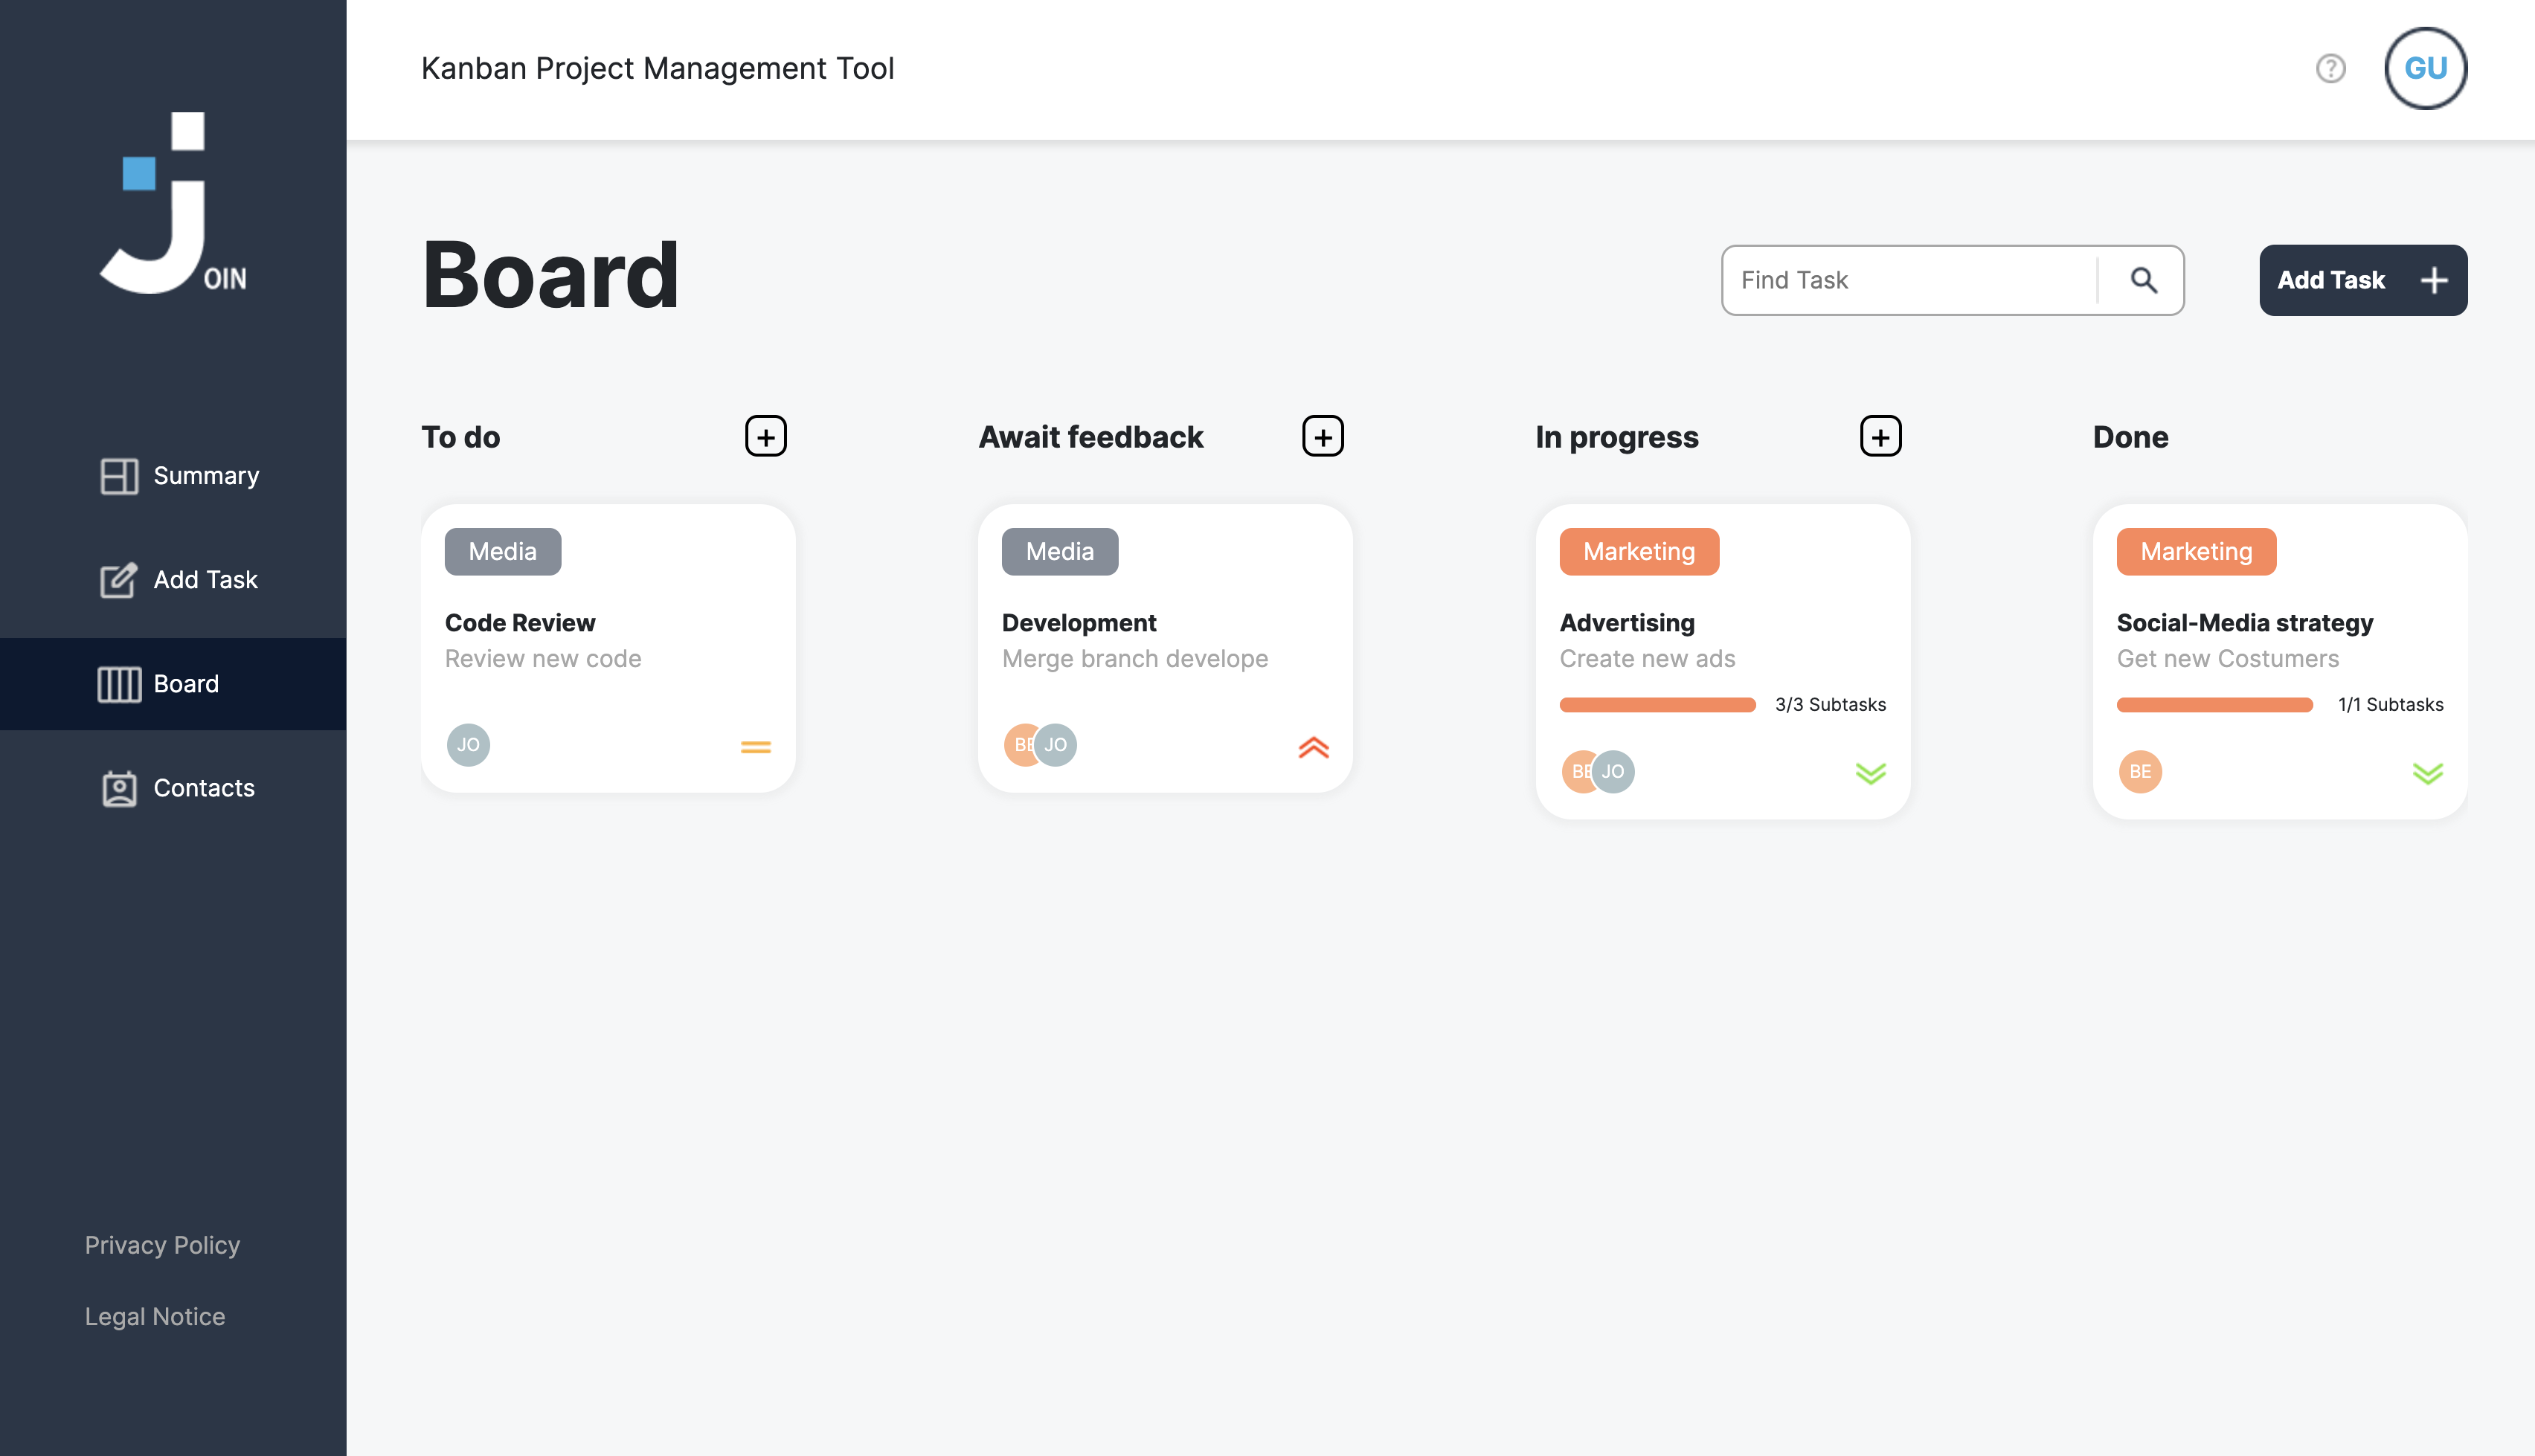 Kanban Project Management Tool
?
GU
JOIN
Summary
Add Task
Board
Contacts
Privacy Policy
Legal Notice
Board
Find Task
Add Task
To do
Await feedback
In progress
Done
Media
Code Review
Review new code
JO
Media
Development
Merge branch develope
BE JO
Marketing
Advertising
Create new ads
3/3 Subtasks
BE JO
Marketing
Social-Media strategy
Get new Costumers
1/1 Subtasks
BE